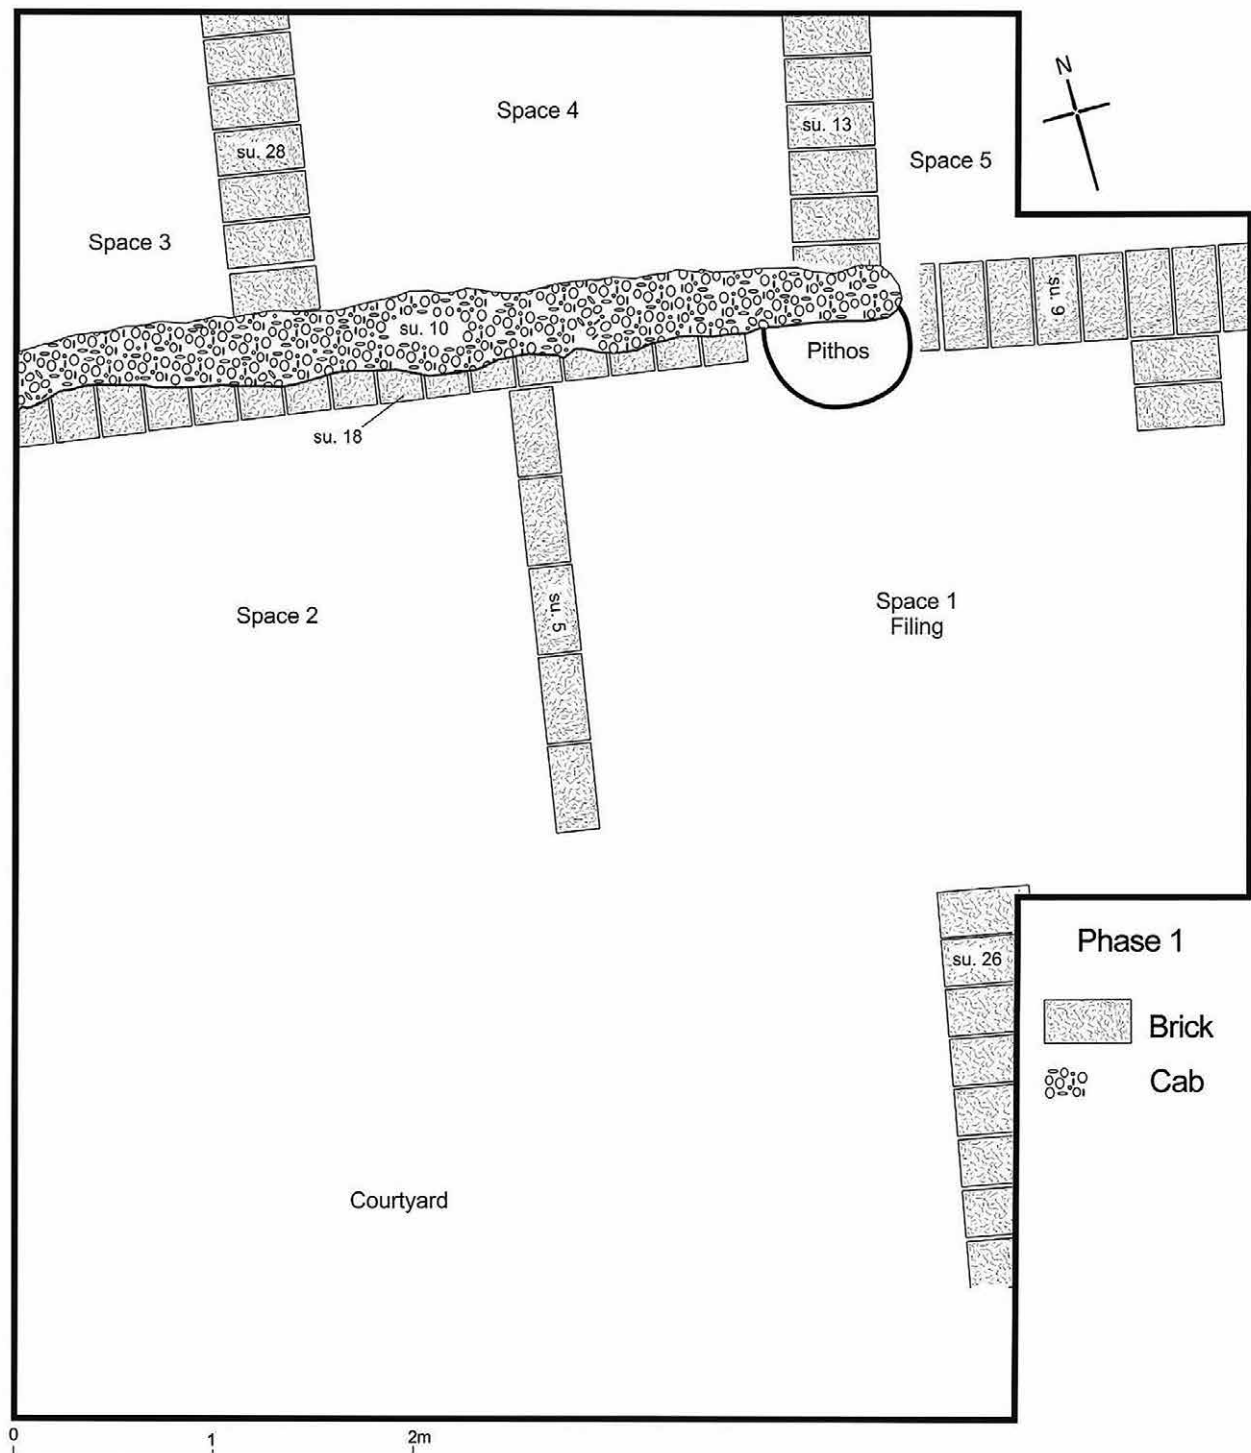 N
Space 4
su. 13
su. 28
Space 5
Space 3
su. 9
su. 10
Pithos
su. 18
Space 2
su. 5
Space 1
Filing
Phase 1
su. 26
Brick
Cab
Courtyard
0 1 2m